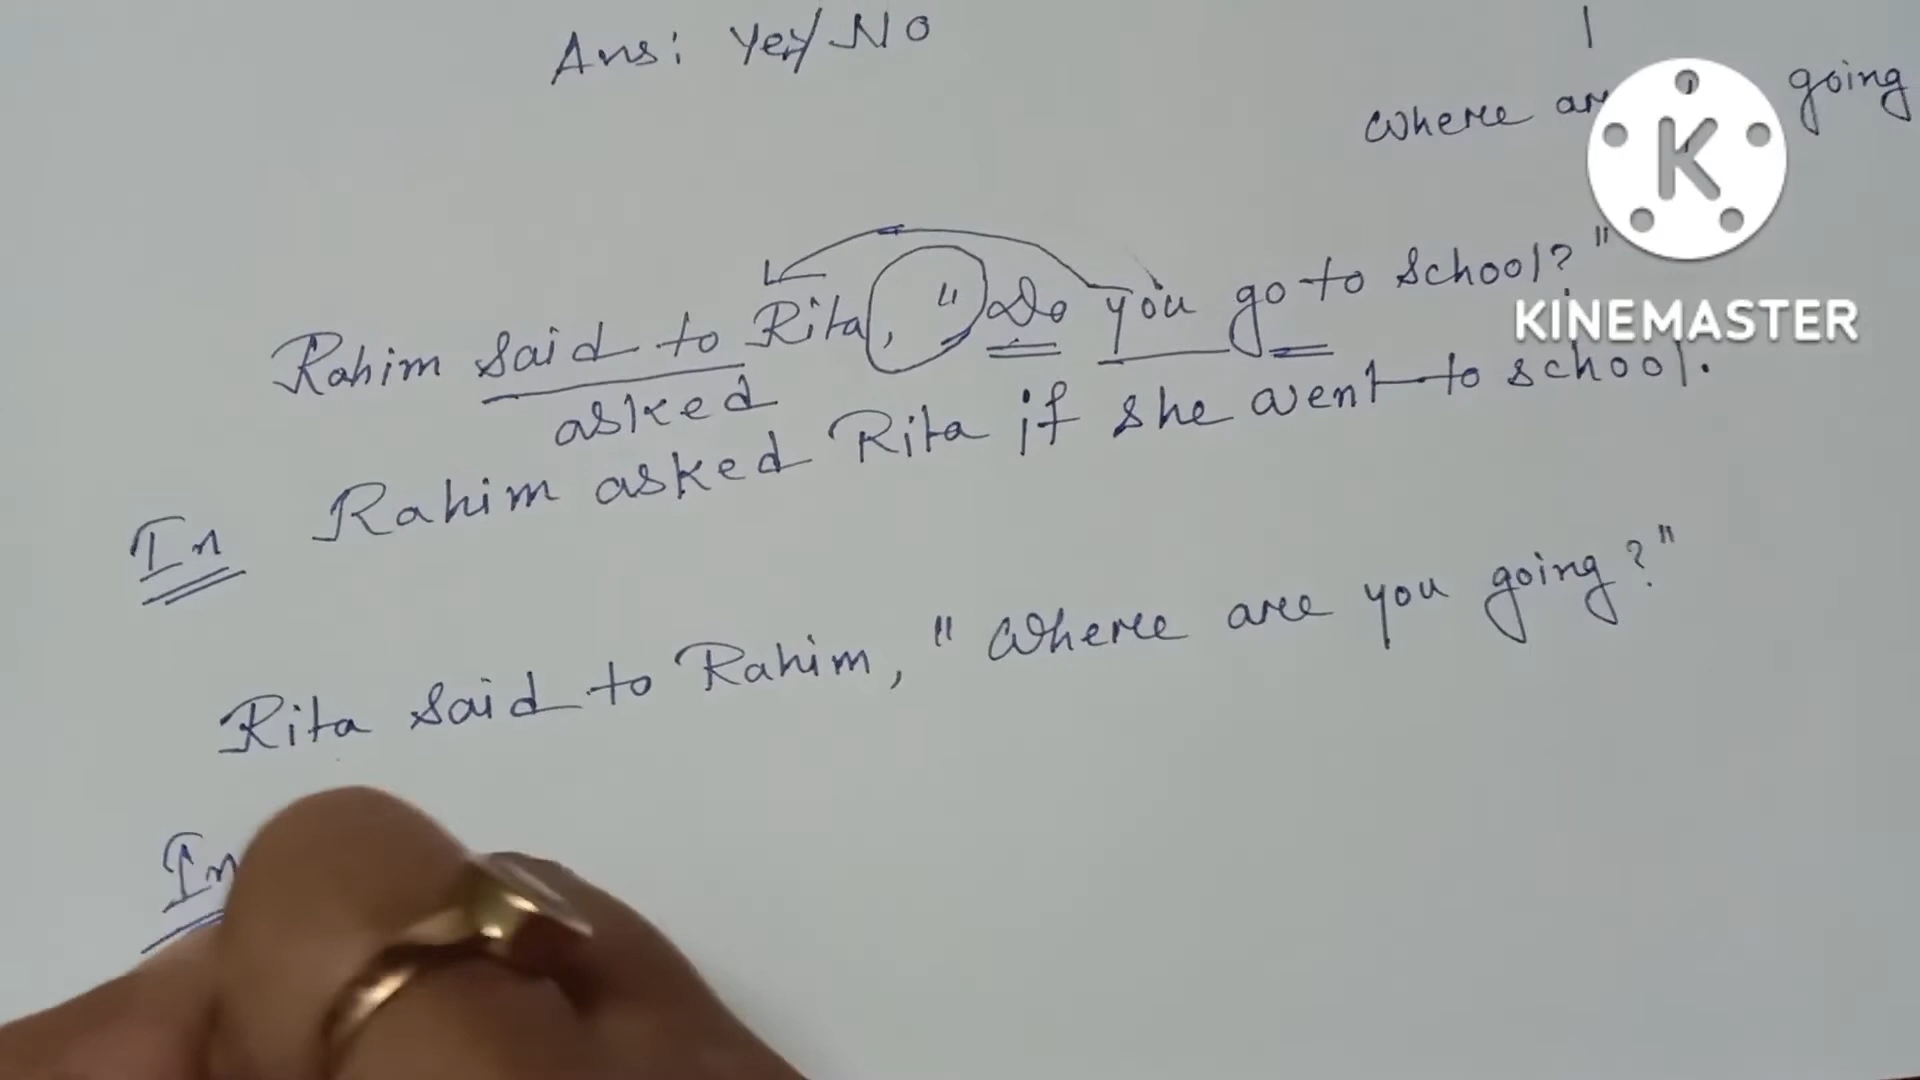 Ans: Yes/No
where are going
Rahim said to Rita, "Do you go to school?"
asked
In Rahim asked Rita if she went to school.
Rita said to Rahim, "Where are you going?"
In
KINEMASTER